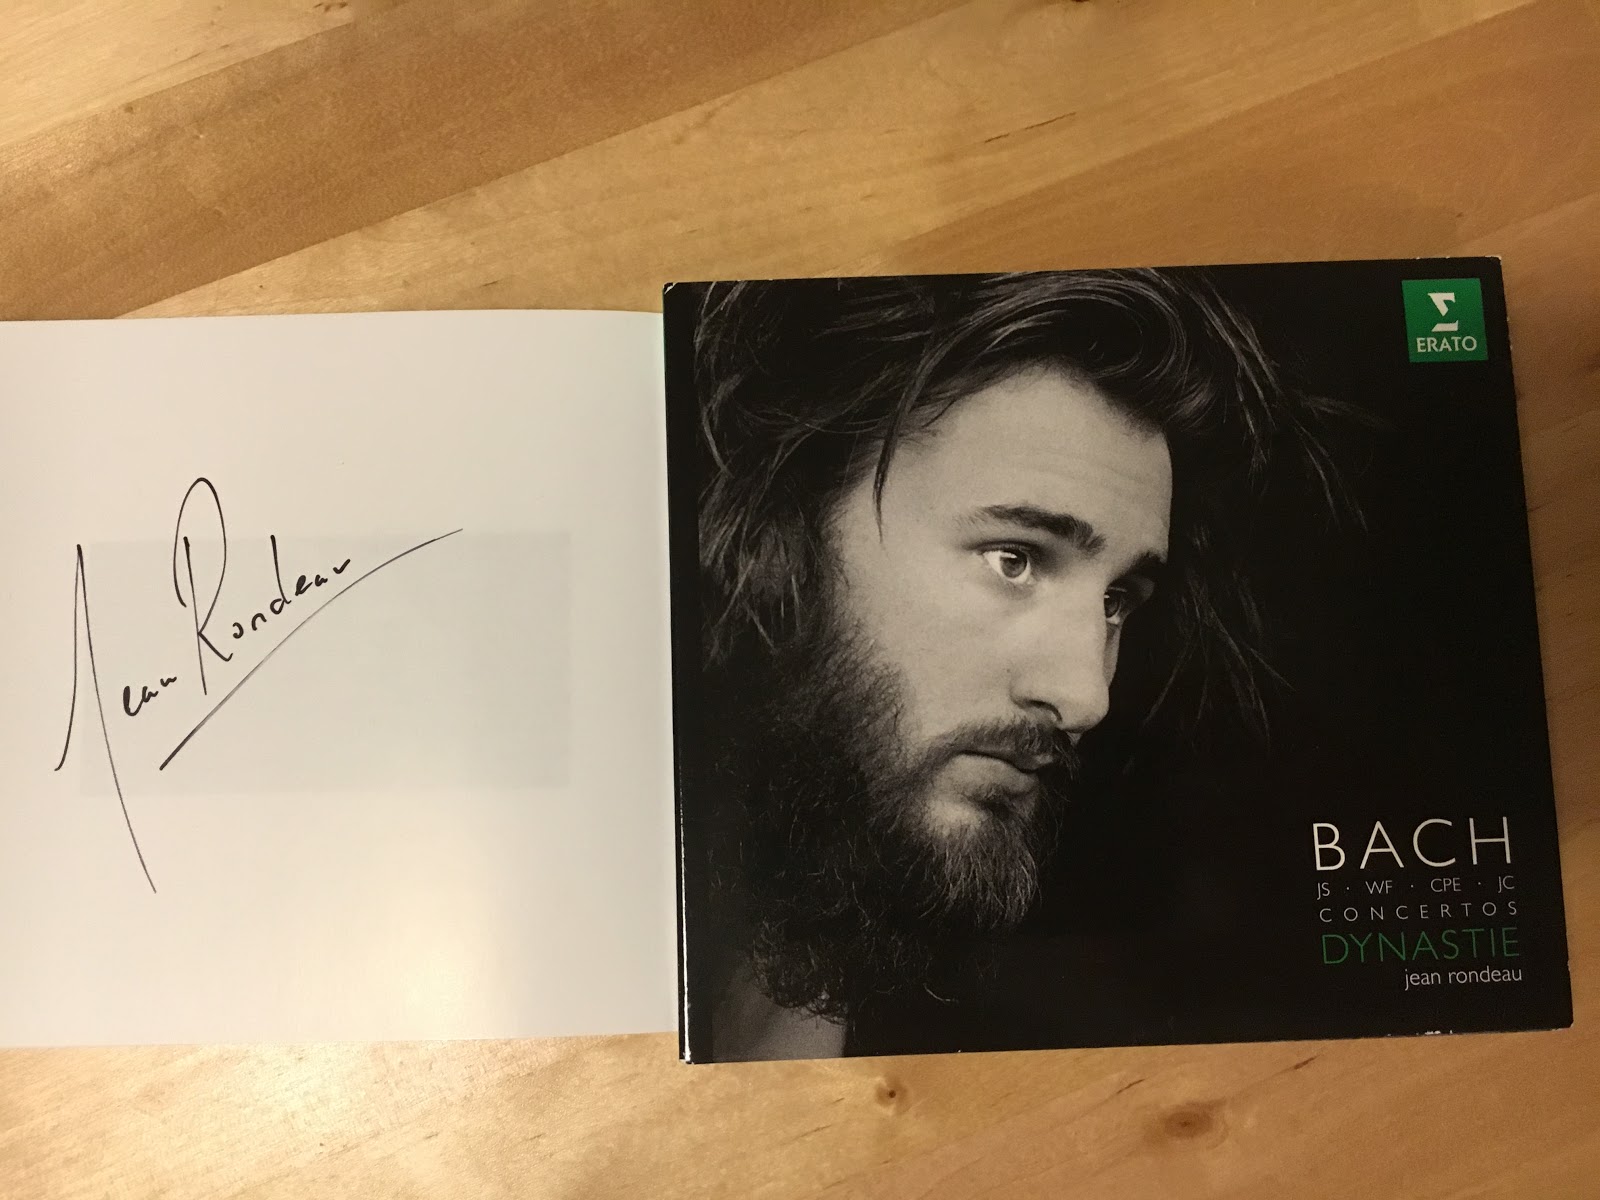 Jean Rondeau
Σ
ERATO
BACH
JS · WF · CPE · JC
CONCERTOS
DYNASTIE
jean rondeau